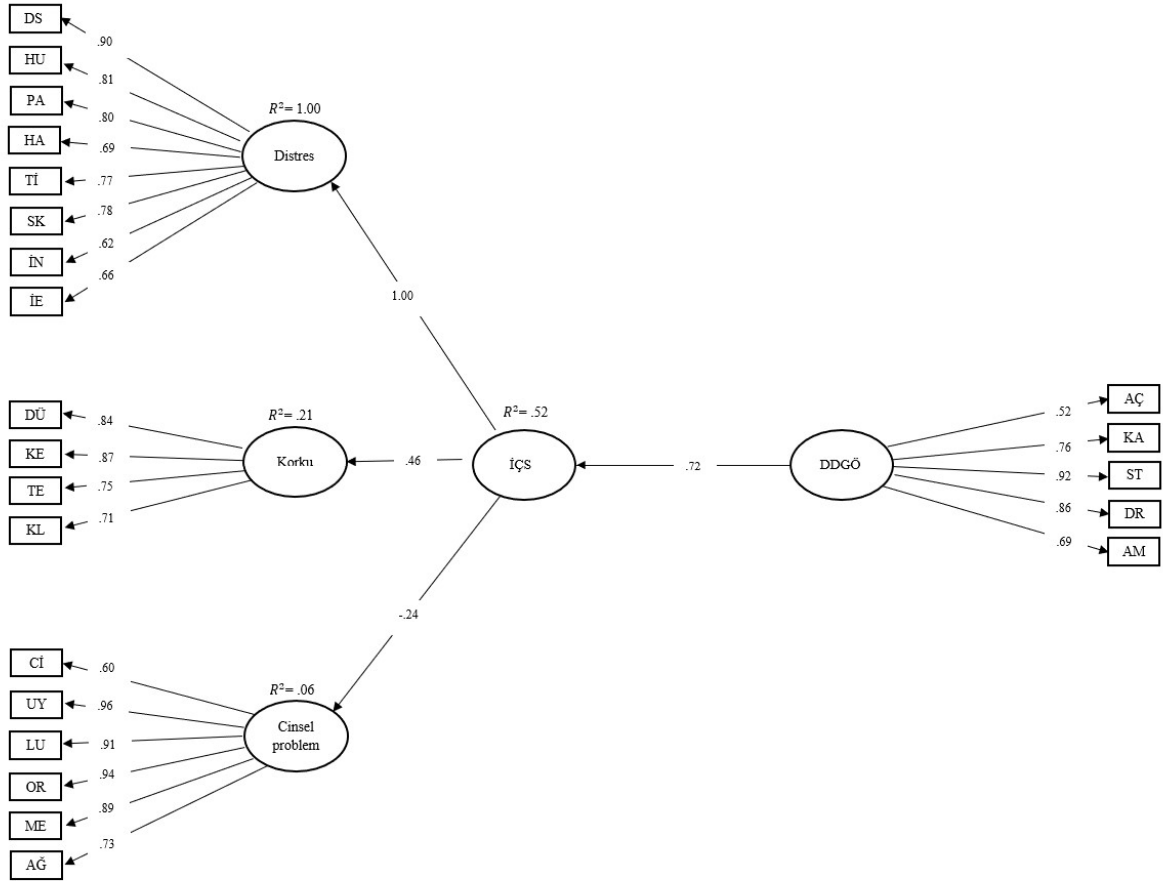 DS
.90
HU
.81
PA
.80
HA
.69
Tİ
.77
SK
.78
İN
.62
İE
.66
R²= 1.00
Distres
1.00
DÜ
.84
KE
.87
TE
.75
KL
.71
R²= .21
Korku
.46
R²= .52
İÇS
.72
DDGÖ
.52
AÇ
.76
KA
.92
ST
.86
DR
.69
AM
-.24
Cİ
.60
UY
.96
LU
.91
OR
.94
ME
.89
AĞ
.73
R²= .06
Cinsel
problem